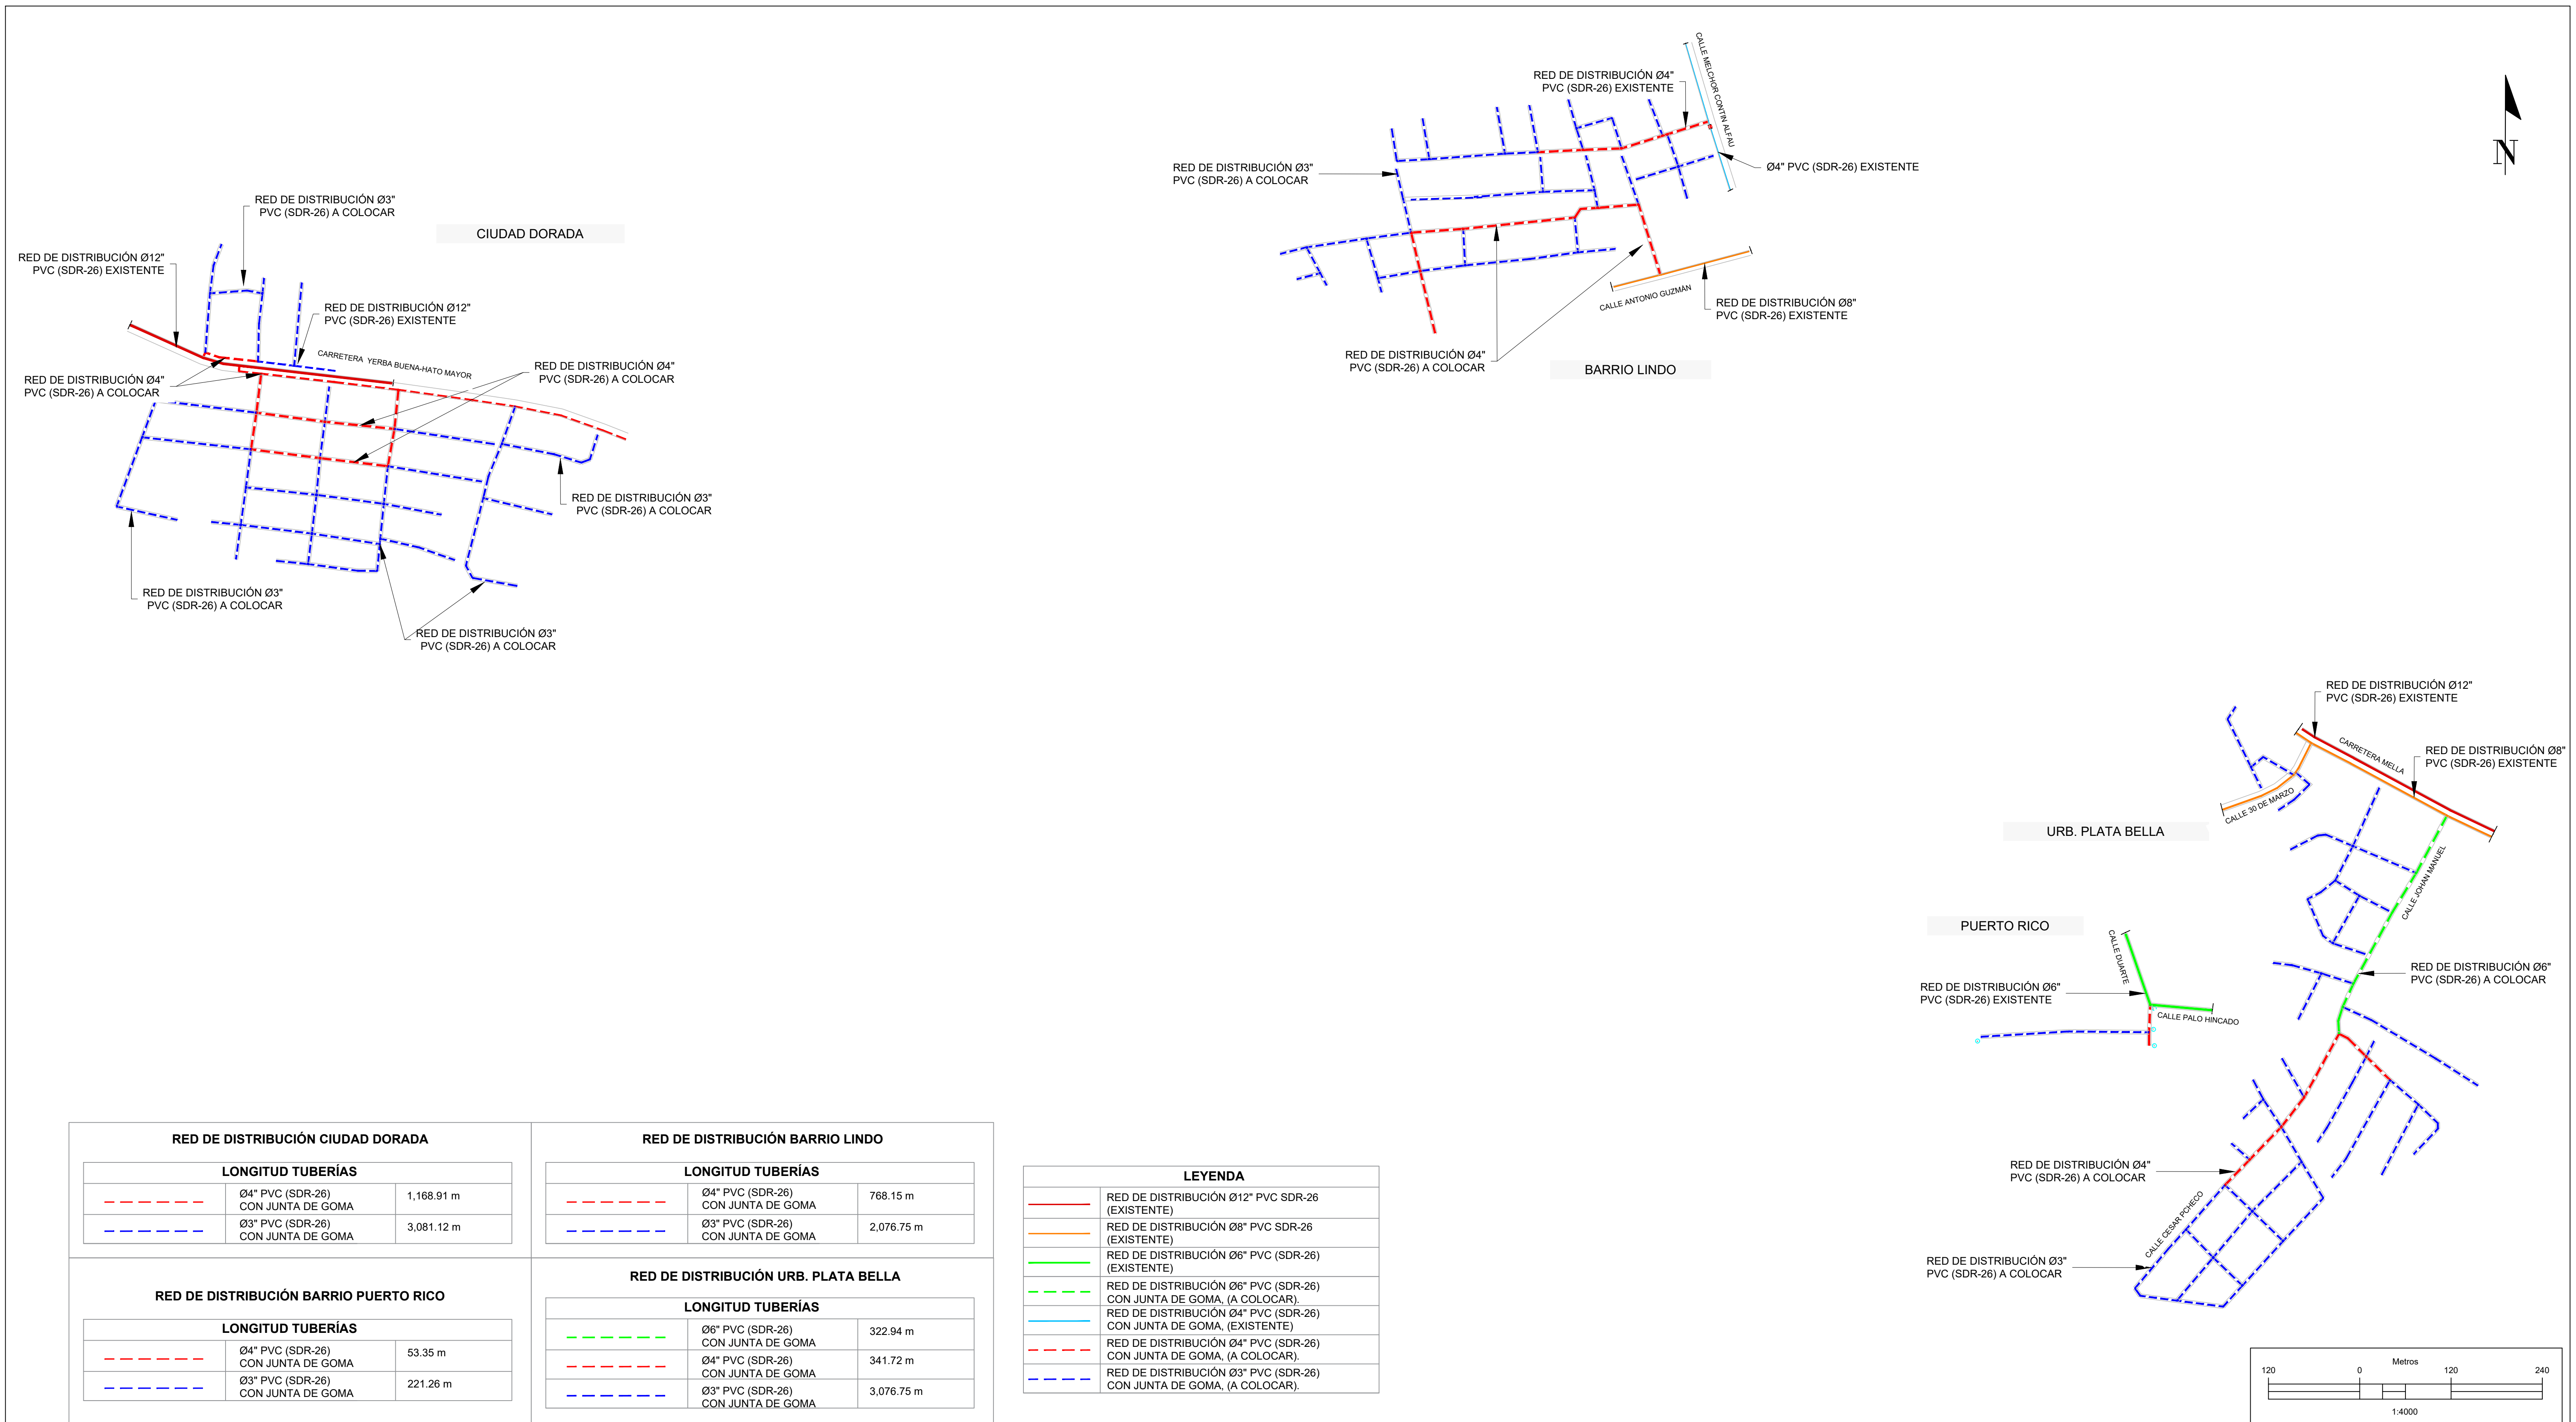 CALLE MELCHOR CONTIN ALFAU
RED DE DISTRIBUCIÓN Ø4"
PVC (SDR-26) EXISTENTE
N
RED DE DISTRIBUCIÓN Ø3"
PVC (SDR-26) A COLOCAR
Ø4" PVC (SDR-26) EXISTENTE
CALLE ANTONIO GUZMÁN
RED DE DISTRIBUCIÓN Ø8"
PVC (SDR-26) EXISTENTE
RED DE DISTRIBUCIÓN Ø4"
PVC (SDR-26) A COLOCAR
BARRIO LINDO
RED DE DISTRIBUCIÓN Ø3"
PVC (SDR-26) A COLOCAR
CIUDAD DORADA
RED DE DISTRIBUCIÓN Ø12"
PVC (SDR-26) EXISTENTE
RED DE DISTRIBUCIÓN Ø12"
PVC (SDR-26) EXISTENTE
CARRETERA YERBA BUENA-HATO MAYOR
RED DE DISTRIBUCIÓN Ø4"
PVC (SDR-26) A COLOCAR
RED DE DISTRIBUCIÓN Ø4"
PVC (SDR-26) A COLOCAR
RED DE DISTRIBUCIÓN Ø3"
PVC (SDR-26) A COLOCAR
RED DE DISTRIBUCIÓN Ø3"
PVC (SDR-26) A COLOCAR
RED DE DISTRIBUCIÓN Ø3"
PVC (SDR-26) A COLOCAR
RED DE DISTRIBUCIÓN Ø12"
PVC (SDR-26) EXISTENTE
CARRETERA MELLA
RED DE DISTRIBUCIÓN Ø8"
PVC (SDR-26) EXISTENTE
CALLE 30 DE MARZO
URB. PLATA BELLA
CALLE JOHAN MANUEL
PUERTO RICO
CALLE DUARTE
RED DE DISTRIBUCIÓN Ø6"
PVC (SDR-26) A COLOCAR
RED DE DISTRIBUCIÓN Ø6"
PVC (SDR-26) EXISTENTE
CALLE PALO HINCADO
RED DE DISTRIBUCIÓN Ø4"
PVC (SDR-26) A COLOCAR
CALLE CESAR PCHECO
RED DE DISTRIBUCIÓN Ø3"
PVC (SDR-26) A COLOCAR
RED DE DISTRIBUCIÓN CIUDAD DORADA
LONGITUD TUBERÍAS
Ø4" PVC (SDR-26)
CON JUNTA DE GOMA
1,168.91 m
Ø3" PVC (SDR-26)
CON JUNTA DE GOMA
3,081.12 m
RED DE DISTRIBUCIÓN BARRIO LINDO
LONGITUD TUBERÍAS
Ø4" PVC (SDR-26)
CON JUNTA DE GOMA
768.15 m
Ø3" PVC (SDR-26)
CON JUNTA DE GOMA
2,076.75 m
RED DE DISTRIBUCIÓN BARRIO PUERTO RICO
LONGITUD TUBERÍAS
Ø4" PVC (SDR-26)
CON JUNTA DE GOMA
53.35 m
Ø3" PVC (SDR-26)
CON JUNTA DE GOMA
221.26 m
RED DE DISTRIBUCIÓN URB. PLATA BELLA
LONGITUD TUBERÍAS
Ø6" PVC (SDR-26)
CON JUNTA DE GOMA
322.94 m
Ø4" PVC (SDR-26)
CON JUNTA DE GOMA
341.72 m
Ø3" PVC (SDR-26)
CON JUNTA DE GOMA
3,076.75 m
LEYENDA
RED DE DISTRIBUCIÓN Ø12" PVC SDR-26
(EXISTENTE)
RED DE DISTRIBUCIÓN Ø8" PVC SDR-26
(EXISTENTE)
RED DE DISTRIBUCIÓN Ø6" PVC (SDR-26)
(EXISTENTE)
RED DE DISTRIBUCIÓN Ø6" PVC (SDR-26)
CON JUNTA DE GOMA, (A COLOCAR).
RED DE DISTRIBUCIÓN Ø4" PVC (SDR-26)
CON JUNTA DE GOMA, (EXISTENTE)
RED DE DISTRIBUCIÓN Ø4" PVC (SDR-26)
CON JUNTA DE GOMA, (A COLOCAR).
RED DE DISTRIBUCIÓN Ø3" PVC (SDR-26)
CON JUNTA DE GOMA, (A COLOCAR).
Metros
120 0 120 240
1:4000